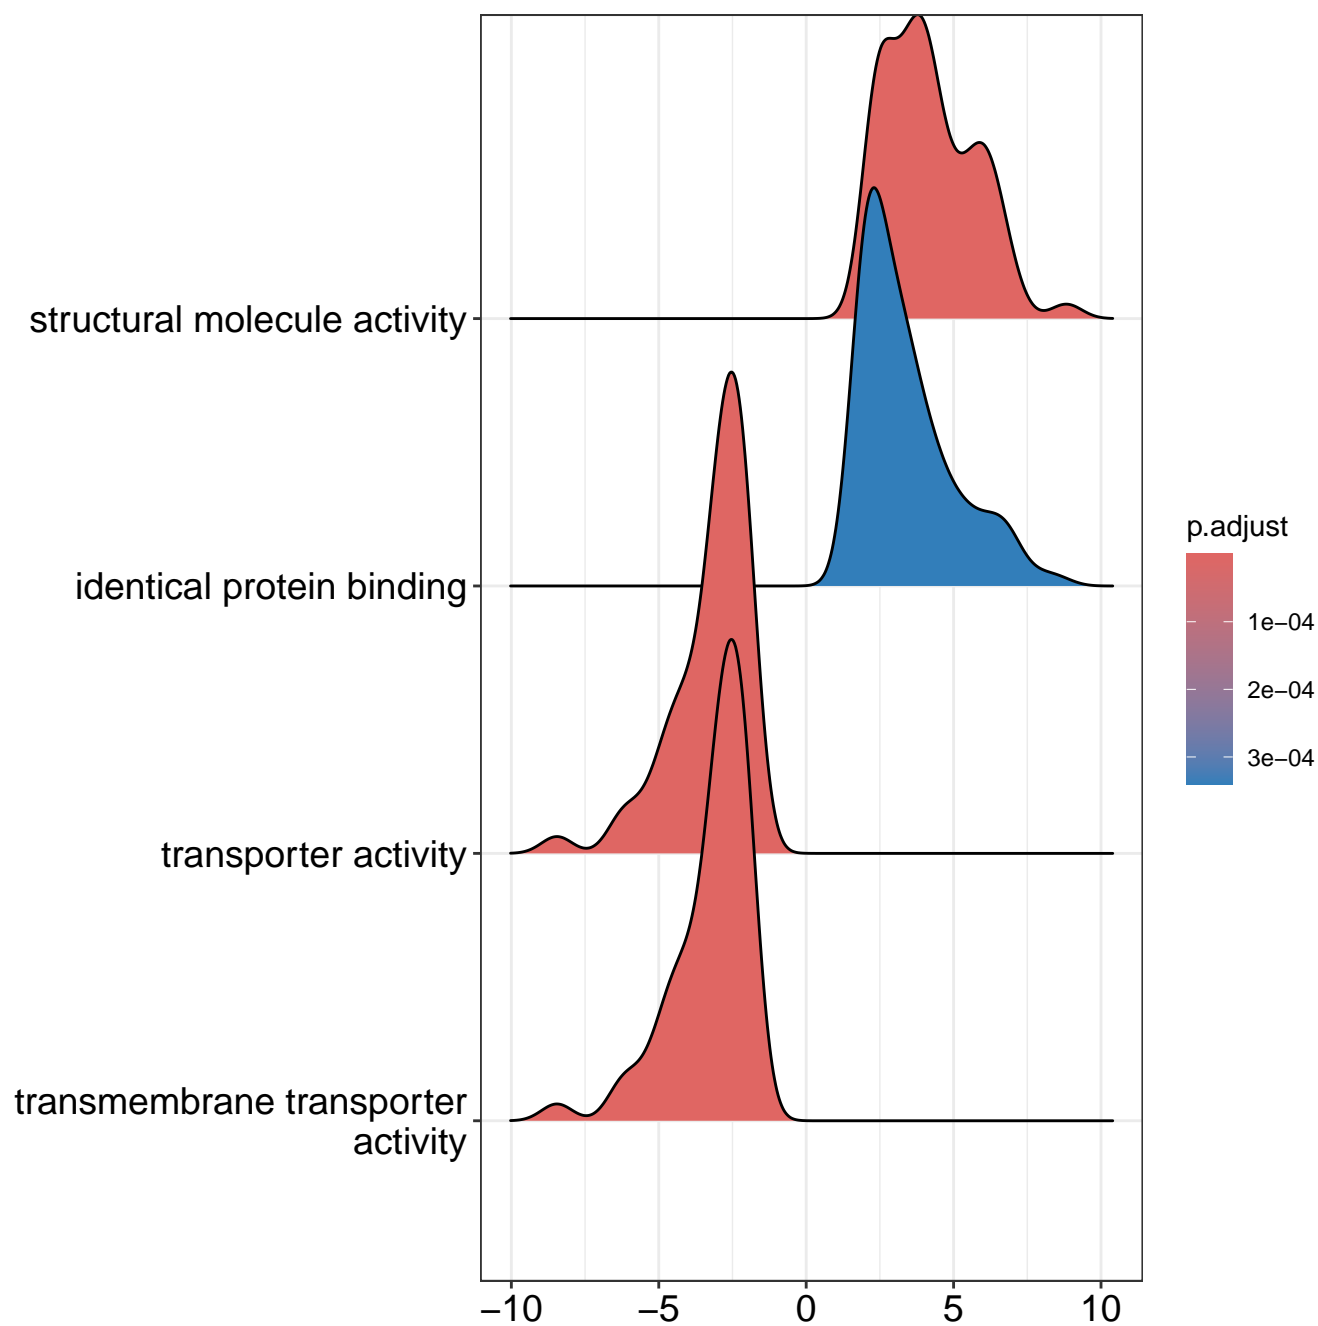 structural molecule activity
identical protein binding
transporter activity
transmembrane transporter
activity
−10
−5
0
5
10
p.adjust
1e−04
2e−04
3e−04